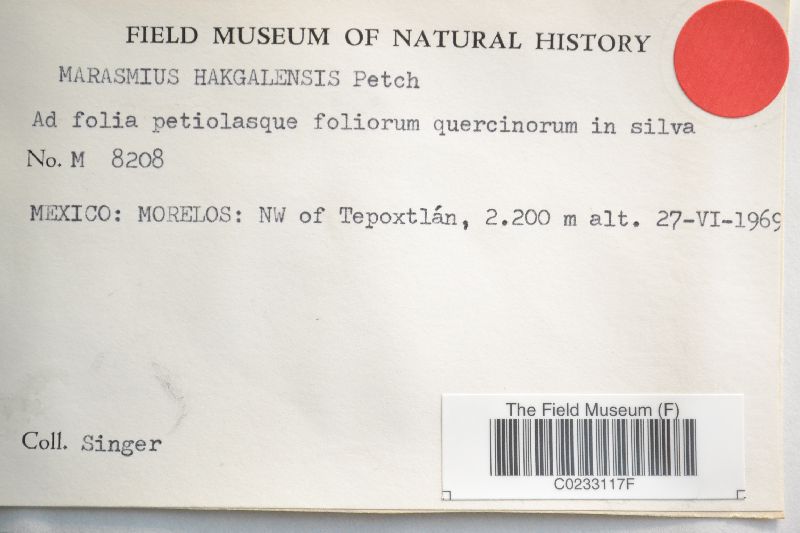 FIELD MUSEUM OF NATURAL HISTORY
MARASMIUS HAKGALENSIS Petch
Ad folia petiolasque foliorum quercinorum in silva
No. M 8208
MEXICO: MORELOS: NW of Tepoxtlán, 2.200 m alt. 27-VI-1969
Coll. Singer
The Field Museum (F)
C0233117F